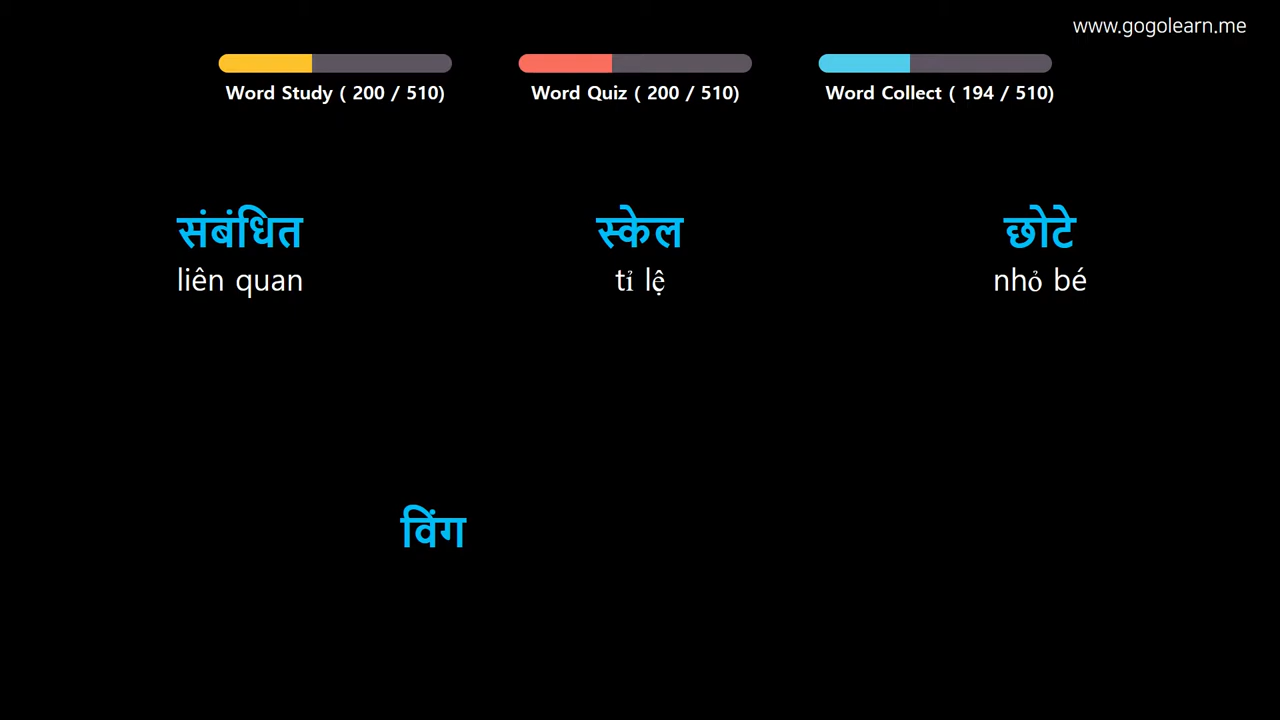 www.gogolearn.me
Word Study ( 200 / 510)
Word Quiz ( 200 / 510)
Word Collect ( 194 / 510)
संबंधित
liên quan
स्केल
tỉ lệ
छोटे
nhỏ bé
विंग